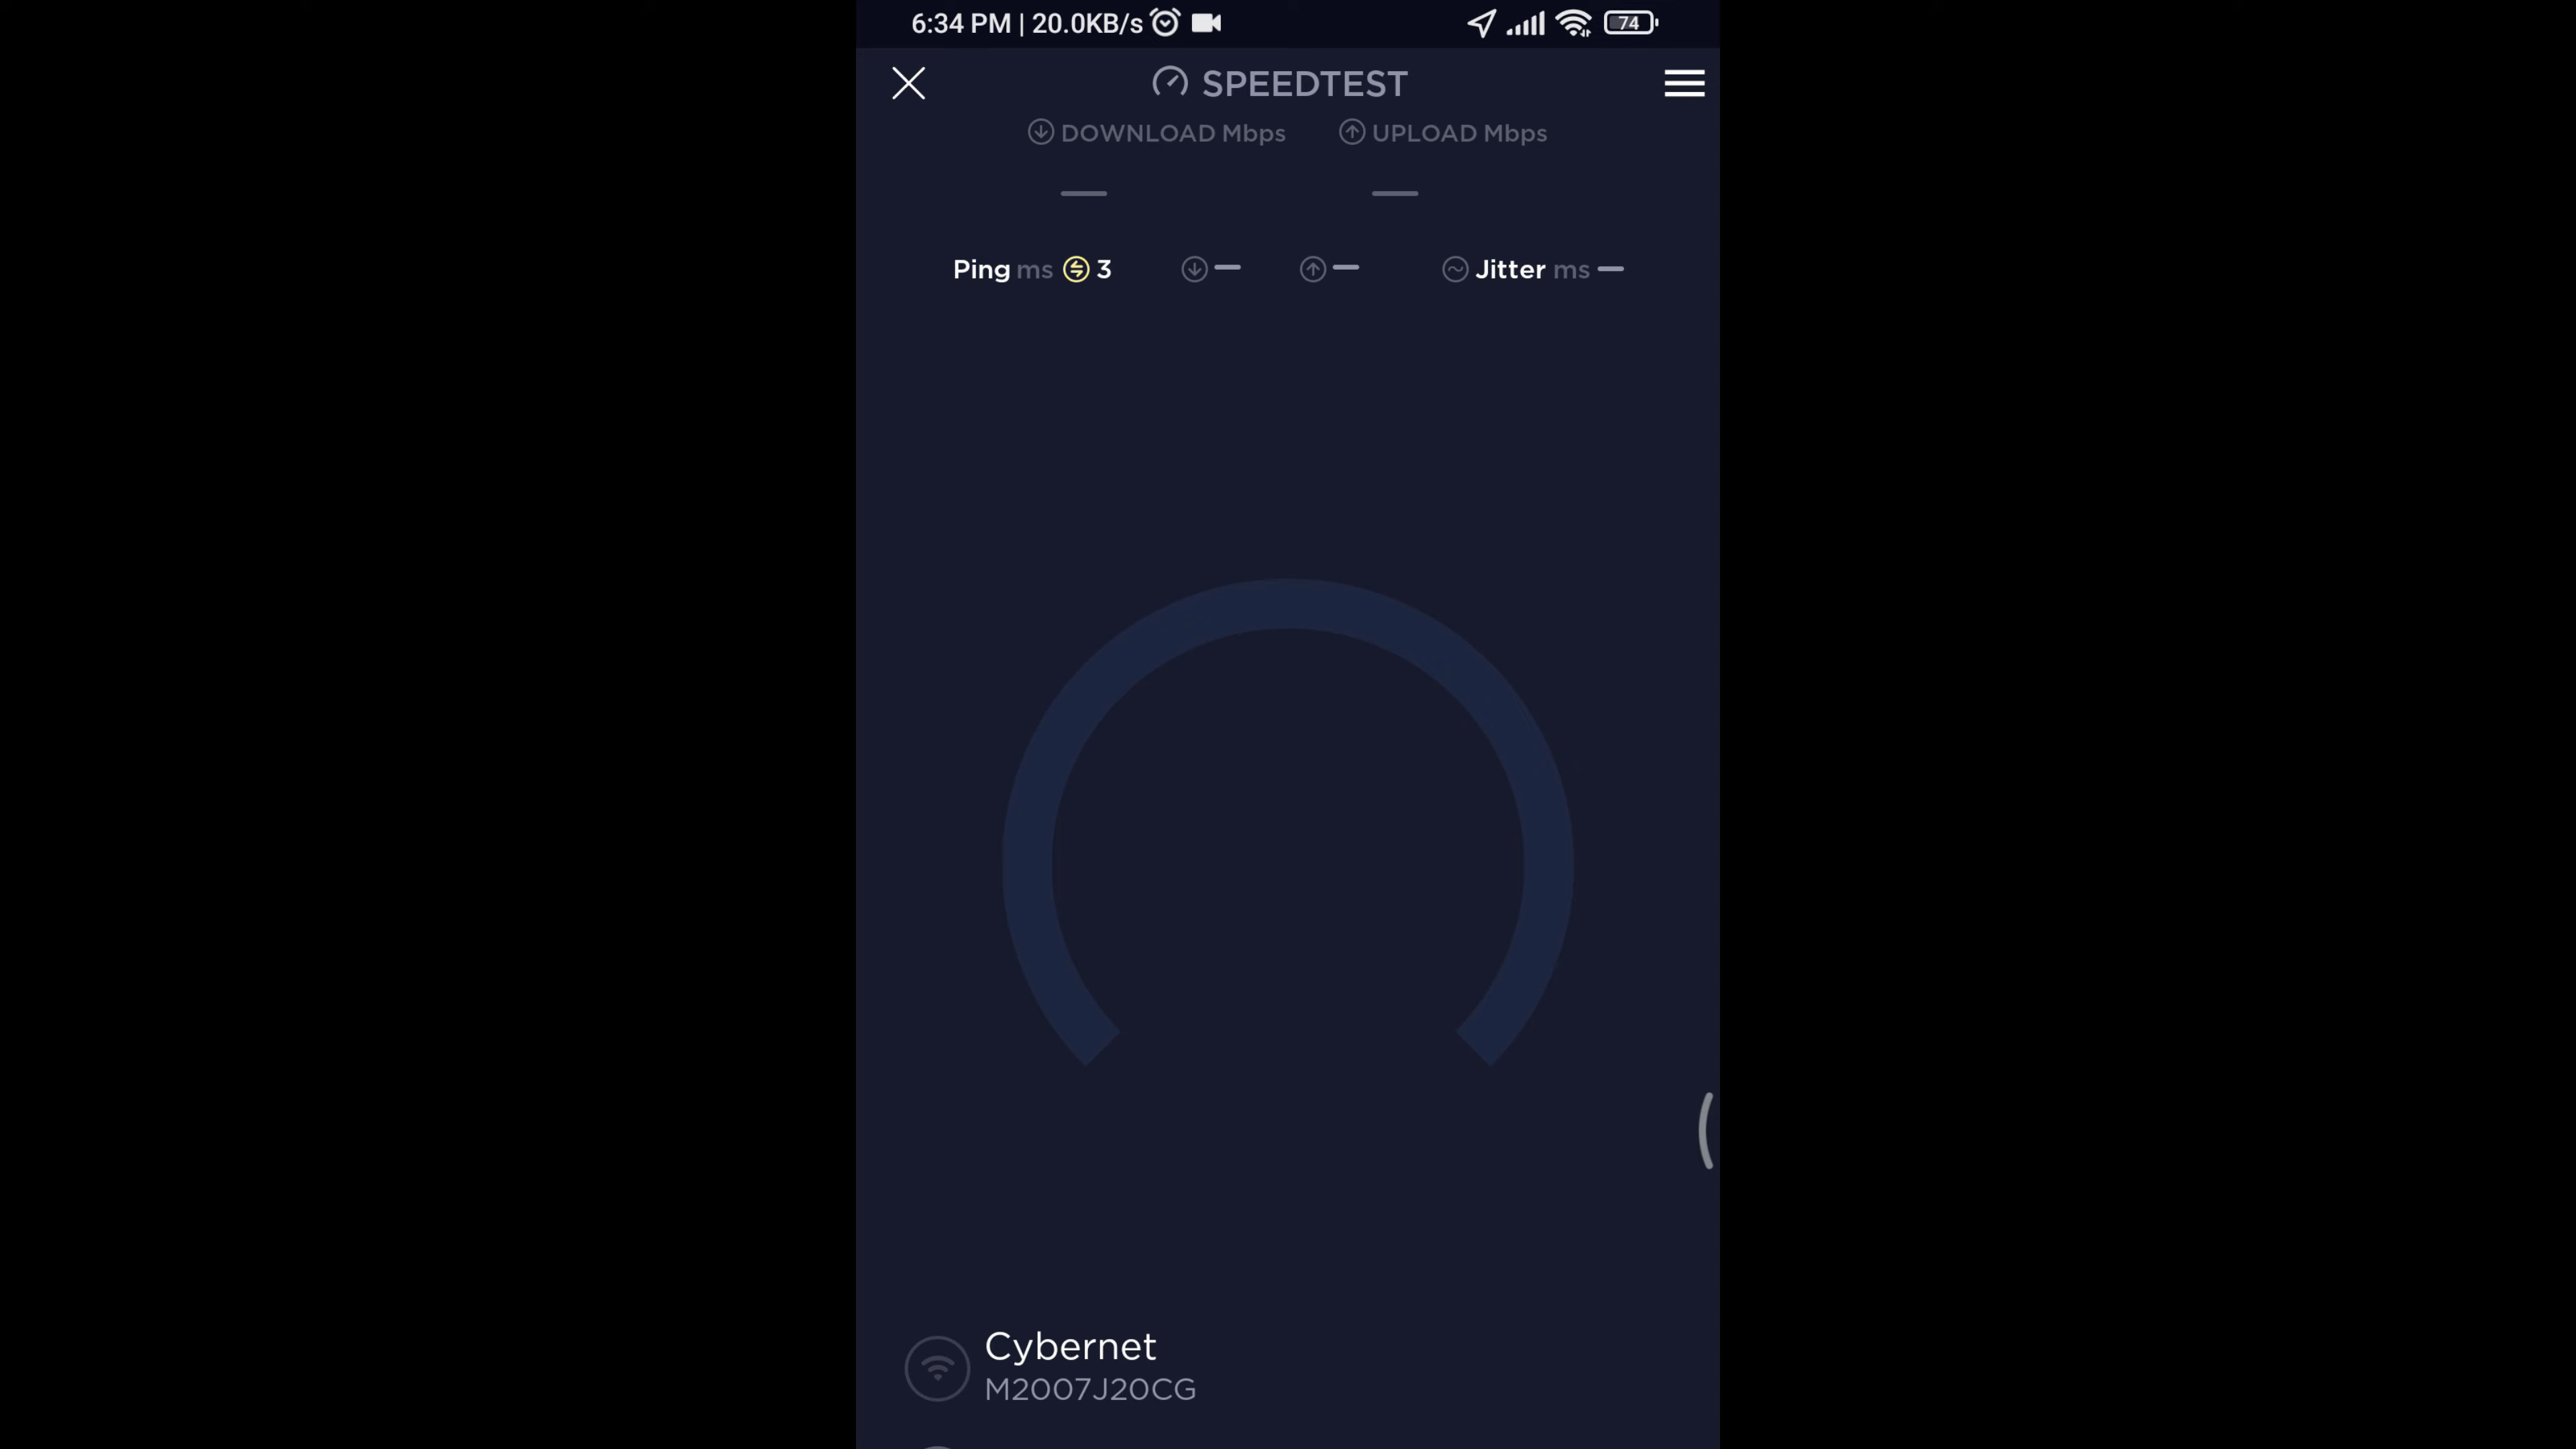 6:34 PM | 20.0KB/s 74
SPEEDTEST
DOWNLOAD Mbps UPLOAD Mbps
— —
Ping ms 3 — — Jitter ms —
Cybernet
M2007J20CG